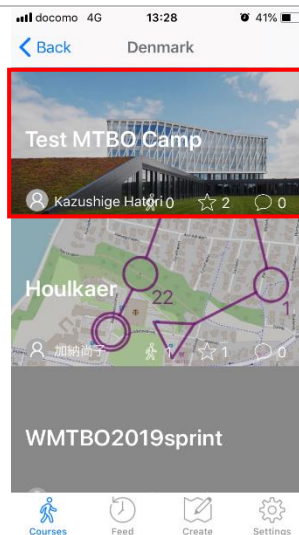 docomo 4G 13:28 41%
Back Denmark
Test MTBO Camp
Kazushige Hatori 0 2 0
22
1
Houlkaer
加納尚子 1 1 0
WMTBO2019sprint
Courses Feed Create Settings